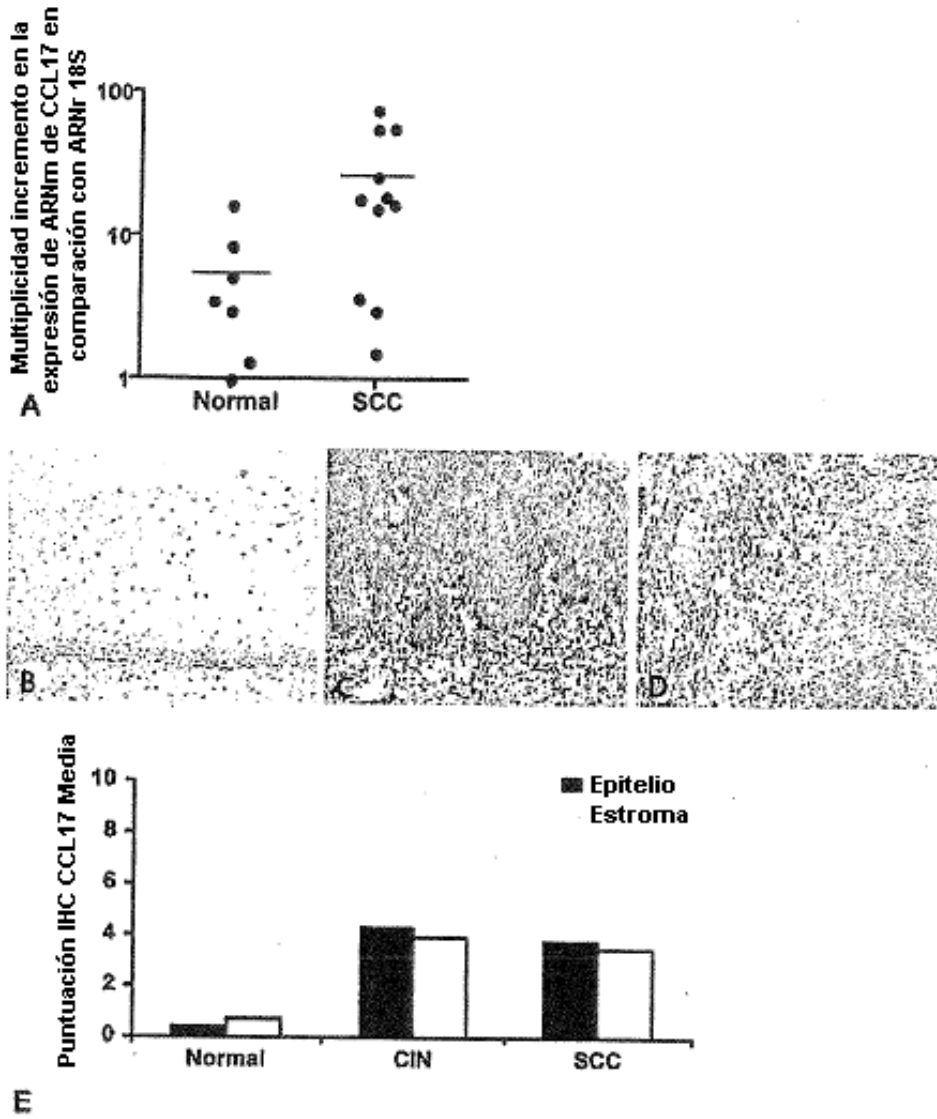 Multiplicidad incremento en la
expresión de ARNm de CCL17 en
comparación con ARNr 18S
100
10
1
Normal
SCC
A
B
C
D
Puntuación IHC CCL17 Media
10
8
6
4
2
0
Epitelio
Estroma
Normal
CIN
SCC
E